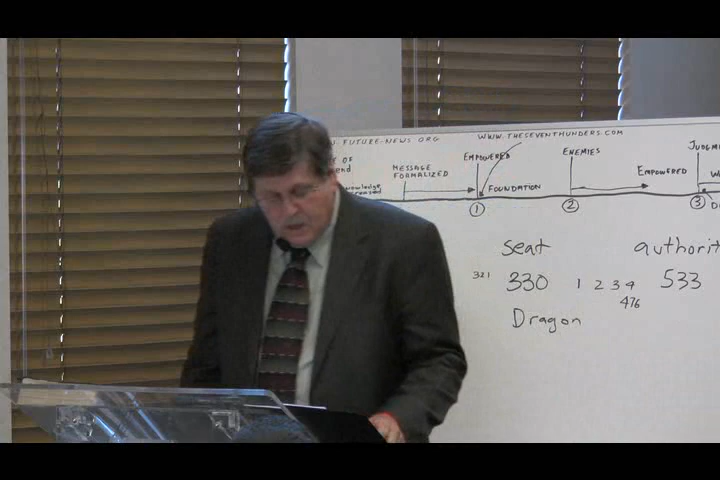 FUTURE-NEWS ORG WWW.THESEVENTHUNDERS.COM
MESSAGE FORMALIZED EMPOWERED ENEMIES EMPOWERED
FOUNDATION
1 2 3
seat
321 330 1 2 3 4 533
476
Dragon